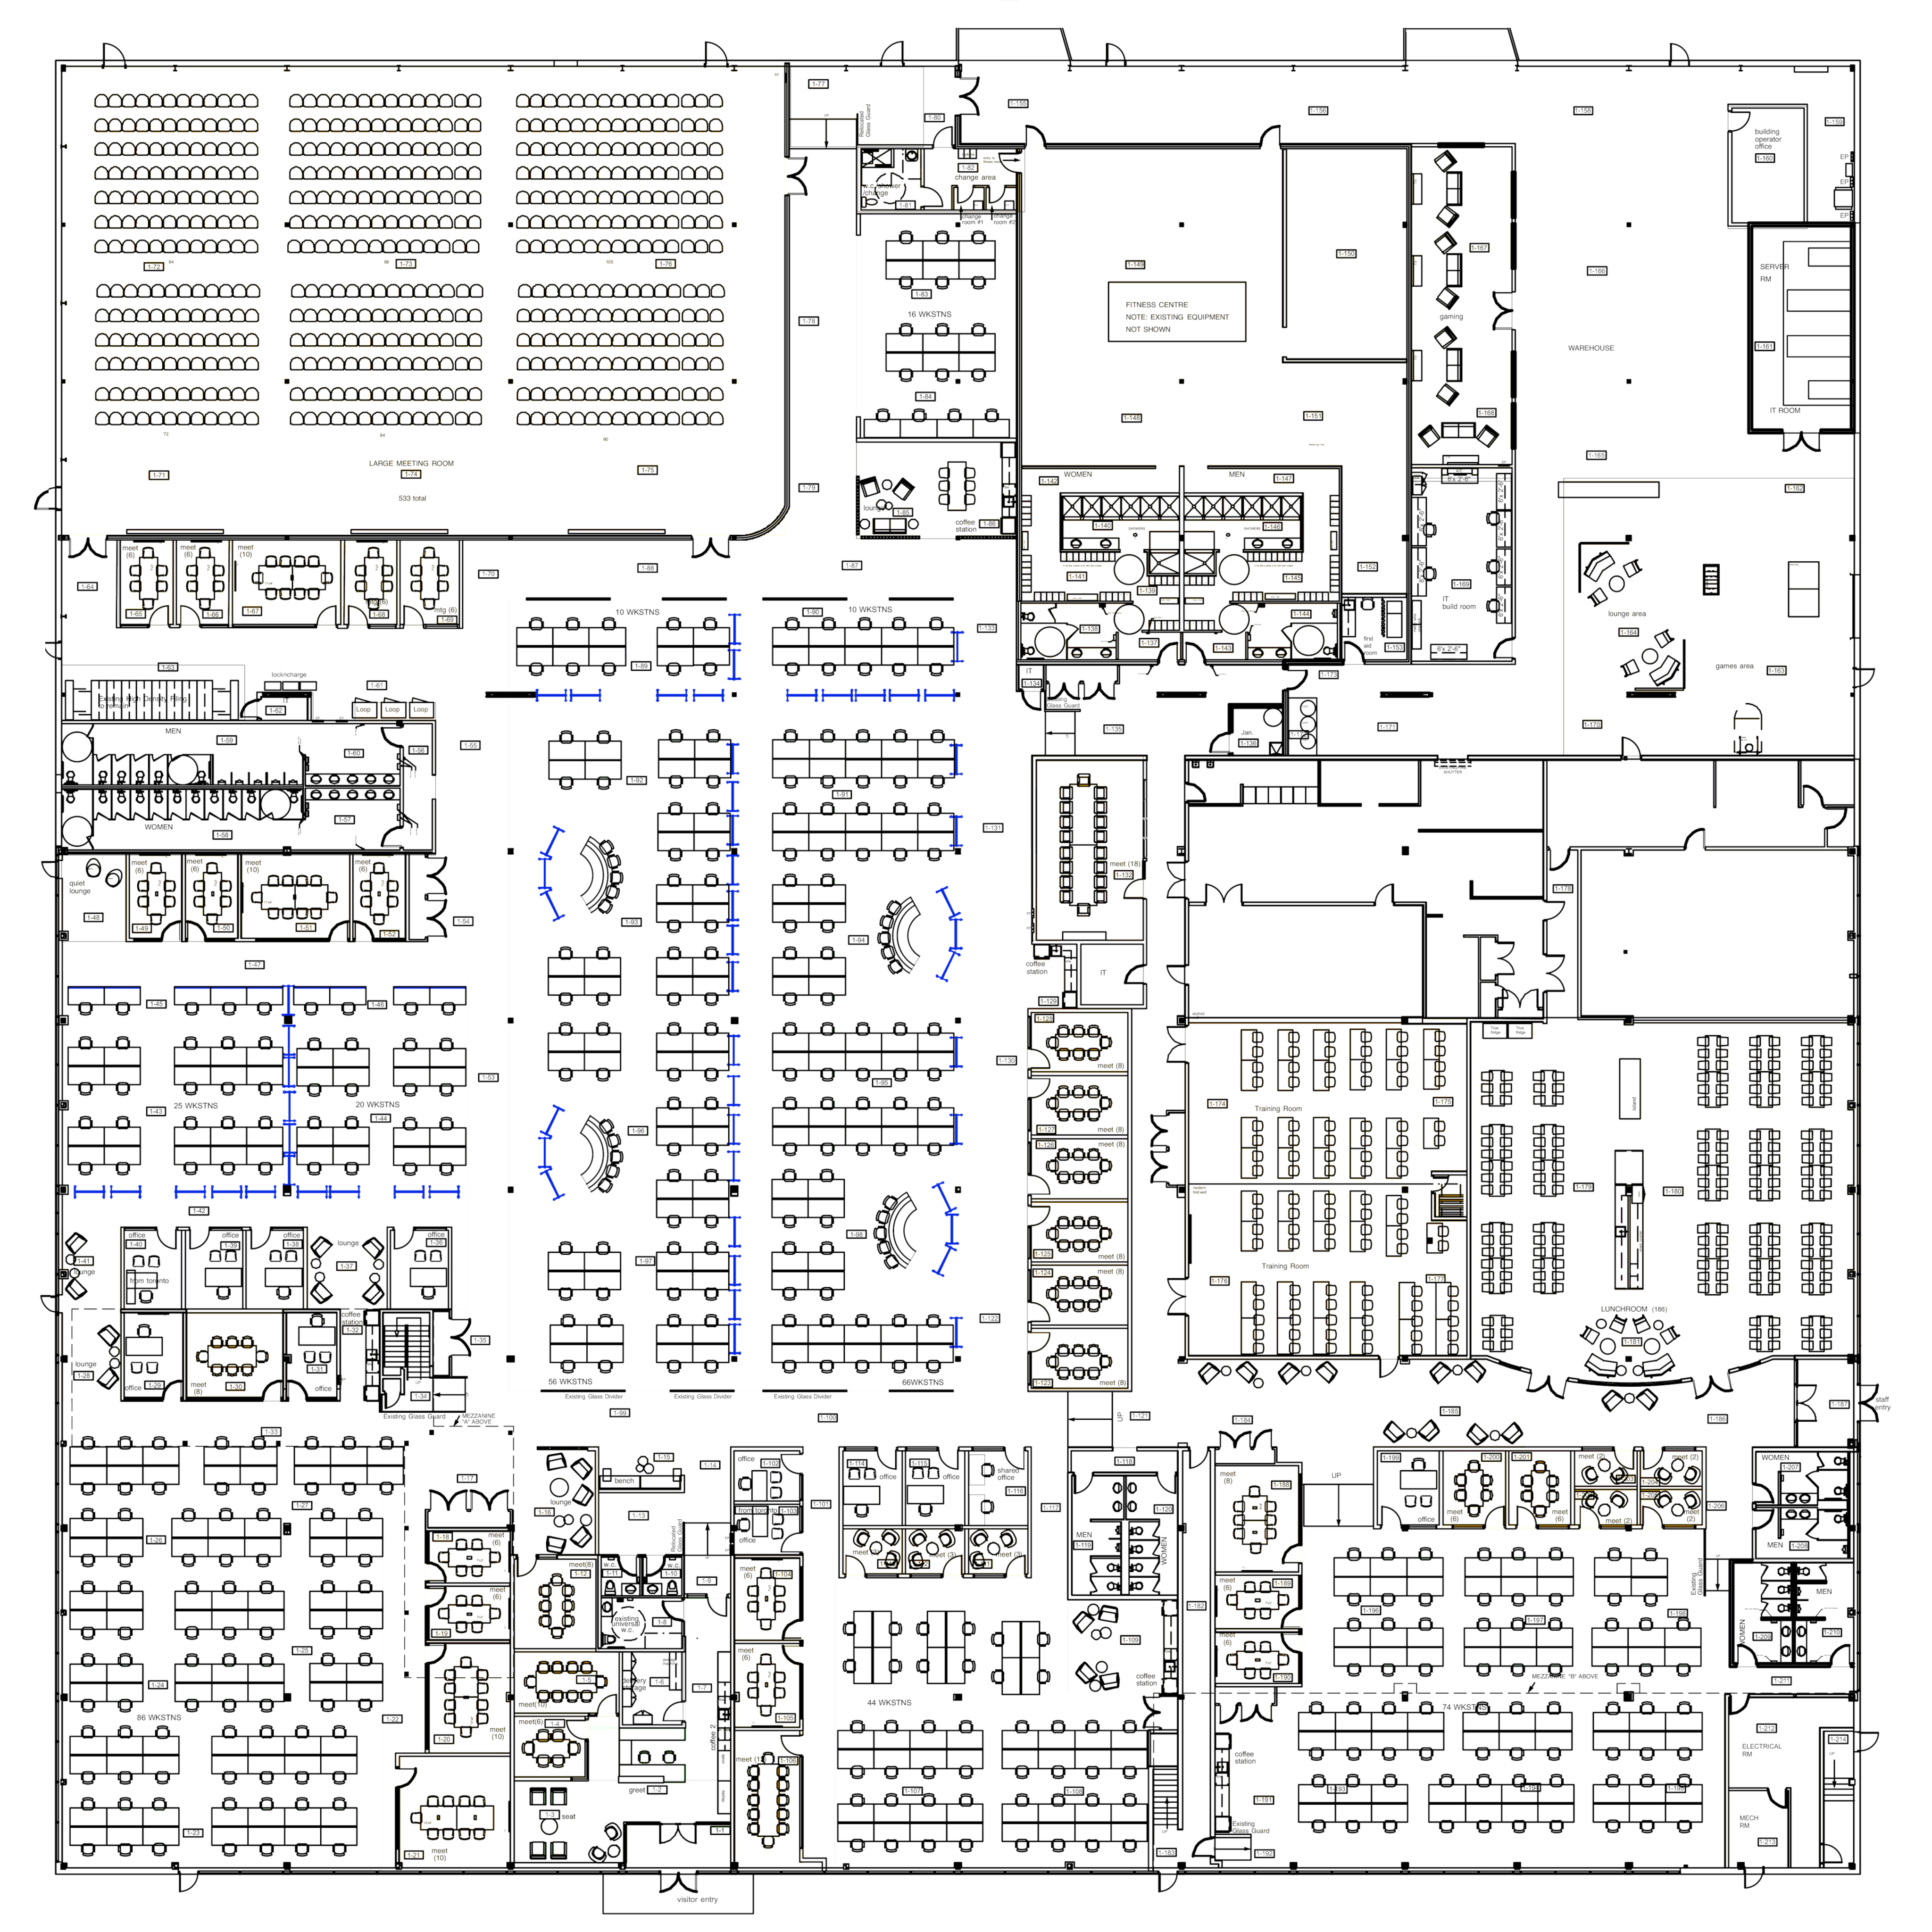 1-77
Relocated
Glass Guard
1-80
1-155
1-156
1-158
1-159
building
operator
office
1-160
EP
EP
EP
1-82
change area
w.c. shower
/change
1-81
change
room #1
change
room #2
1-72
1-73
1-76
1-83
16 WKSTNS
1-78
1-149
1-150
1-167
1-166
SERVER
RM
FITNESS CENTRE
NOTE: EXISTING EQUIPMENT
NOT SHOWN
gaming
WAREHOUSE
1-161
IT ROOM
1-84
1-148
1-151
1-168
72
84
90
LARGE MEETING ROOM
1-71
1-74
1-75
533 total
1-79
lounge
1-85
coffee
station
1-86
WOMEN
1-142
MEN
1-147
1-140
1-146
SHOWERS
SHOWERS
1-165
1-162
6'x 2'-6"
1-64
meet
(6)
1-65
meet
(6)
1-66
meet
(10)
1-67
1-68
mtg (6)
1-69
1-70
1-88
1-87
1-141
1-139
1-145
1-152
1-169
IT
build room
lounge area
1-164
games area
1-163
10 WKSTNS
1-90
10 WKSTNS
1-133
1-89
1-138
1-137
1-143
1-144
first
aid
room
1-153
6'x 2'-6"
1-63
lockncharge
1-61
Existing High Density Filing
to remain
IT
1-62
Loop
Loop
Loop
IT
1-134
Glass Guard
1-173
1-135
Jan.
1-136
1-171
1-170
MEN
1-59
1-60
1-56
1-55
1-92
1-91
SHUTTER
WOMEN
1-58
1-57
1-131
quiet
lounge
1-48
meet
(6)
1-49
meet
(6)
1-50
meet
(10)
1-51
meet
(6)
1-52
1-54
1-93
1-94
meet (18)
1-132
1-178
1-47
coffee
station
IT
1-129
1-45
1-46
1-53
1-43
25 WKSTNS
20 WKSTNS
1-44
1-130
1-95
1-96
1-128
meet (8)
1-127
meet (8)
1-126
meet (8)
1-125
meet (8)
1-124
meet (8)
1-123
meet (8)
1-174
Training Room
1-175
1-176
Training Room
1-177
Island
1-179
1-180
LUNCHROOM (186)
1-181
1-42
office
1-40
from toronto
office
1-39
office
1-38
lounge
1-37
office
1-36
1-41
lounge
1-97
1-98
1-122
lounge
1-28
office
1-29
meet
(8)
1-30
1-31
office
coffee
station
1-32
1-34
1-35
Existing Glass Guard
MEZZANINE
"A" ABOVE
56 WKSTNS
66WKSTNS
Existing Glass Divider
Existing Glass Divider
Existing Glass Divider
1-99
1-100
UP
1-121
1-184
1-185
1-186
1-187
staff
entry
1-33
1-27
1-26
1-25
1-24
86 WKSTNS
1-22
1-23
1-17
1-18
meet
(6)
meet
(6)
1-19
1-20
meet
(10)
1-21
meet
(10)
1-16
lounge
1-15
bench
1-14
1-13
Relocated
Glass Guard
meet(8)
1-12
w.c.
1-11
w.c.
1-10
1-9
existing
universal
w.c.
1-8
1-5
meet(10)
1-6
delivery
storage
1-7
meet(6)
1-4
coffee 2
greet
1-2
1-3
seat
1-1
visitor entry
office
1-102
from toronto
1-103
office
1-101
meet
(6)
1-104
meet
(6)
1-105
1-106
1-114
office
1-115
office
shared
office
1-116
1-117
meet (3)
meet (3)
44 WKSTNS
1-107
1-108
1-109
coffee
station
1-118
MEN
1-119
1-120
WOMEN
1-182
1-183
meet
(8)
1-188
meet
(6)
1-189
meet
(6)
1-190
UP
coffee
station
1-191
Existing
Glass Guard
1-192
1-199
office
1-200
meet
(6)
1-201
meet
(6)
meet (2)
meet (2)
meet (2)
meet
(2)
1-206
Existing
Glass Guard
1-196
1-197
1-198
MEZZANINE "B" ABOVE
74 WKSTNS
1-193
1-194
WOMEN
1-207
MEN
1-208
MEN
WOMEN
1-209
1-210
1-211
1-212
ELECTRICAL
RM
1-214
MECH
RM
1-213